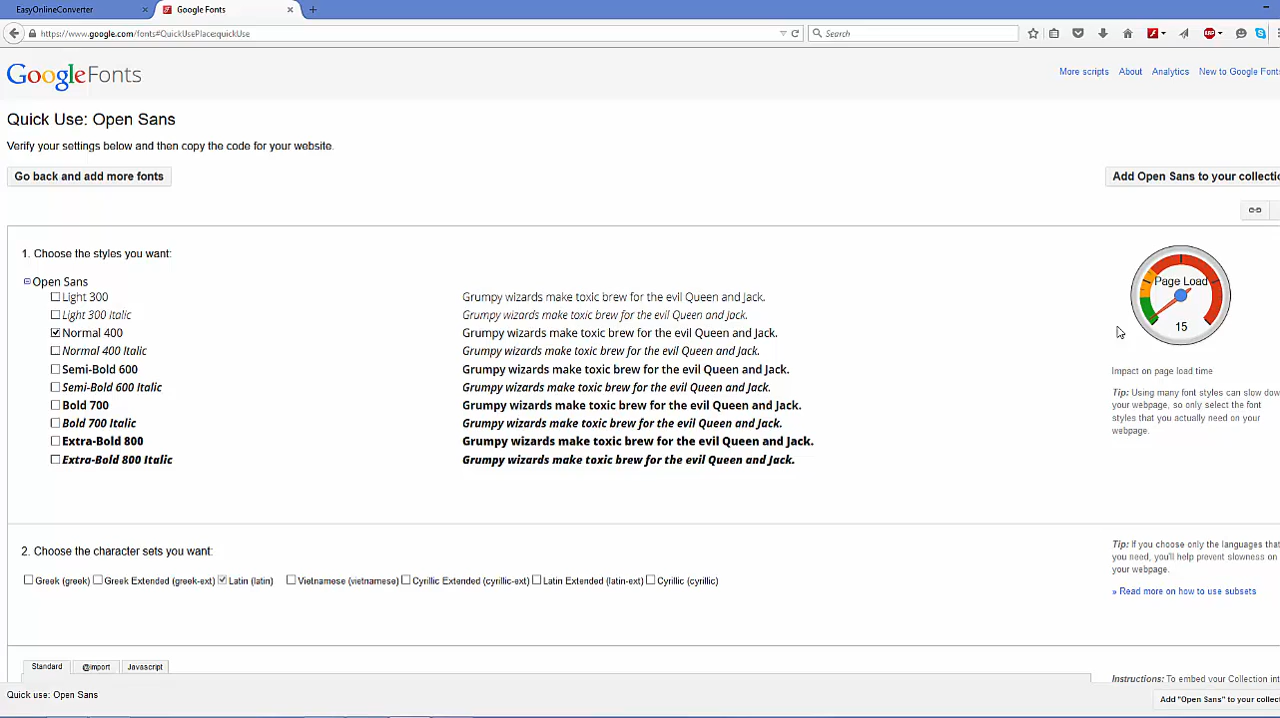 EasyOnlineConverter
Google Fonts
https://www.google.com/fonts#QuickUsePlace:quickUse
Search
Google Fonts
More scripts
About
Analytics
New to Google Font
Quick Use: Open Sans
Verify your settings below and then copy the code for your website.
Go back and add more fonts
Add Open Sans to your collectio
1. Choose the styles you want:
Open Sans
Light 300
Grumpy wizards make toxic brew for the evil Queen and Jack.
Light 300 Italic
Grumpy wizards make toxic brew for the evil Queen and Jack.
Normal 400
Grumpy wizards make toxic brew for the evil Queen and Jack.
Normal 400 Italic
Grumpy wizards make toxic brew for the evil Queen and Jack.
Semi-Bold 600
Grumpy wizards make toxic brew for the evil Queen and Jack.
Semi-Bold 600 Italic
Grumpy wizards make toxic brew for the evil Queen and Jack.
Bold 700
Grumpy wizards make toxic brew for the evil Queen and Jack.
Bold 700 Italic
Grumpy wizards make toxic brew for the evil Queen and Jack.
Extra-Bold 800
Grumpy wizards make toxic brew for the evil Queen and Jack.
Extra-Bold 800 Italic
Grumpy wizards make toxic brew for the evil Queen and Jack.
Page Load
15
Impact on page load time
Tip: Using many font styles can slow dow
your webpage, so only select the font
styles that you actually need on your
webpage.
2. Choose the character sets you want:
Greek (greek)
Greek Extended (greek-ext)
Latin (latin)
Vietnamese (vietnamese)
Cyrillic Extended (cyrillic-ext)
Latin Extended (latin-ext)
Cyrillic (cyrillic)
Tip: If you choose only the languages that
you need, you'll help prevent slowness on
your webpage.
» Read more on how to use subsets
Standard
@import
Javascript
Instructions: To embed your Collection int
Quick use: Open Sans
Add "Open Sans" to your collect